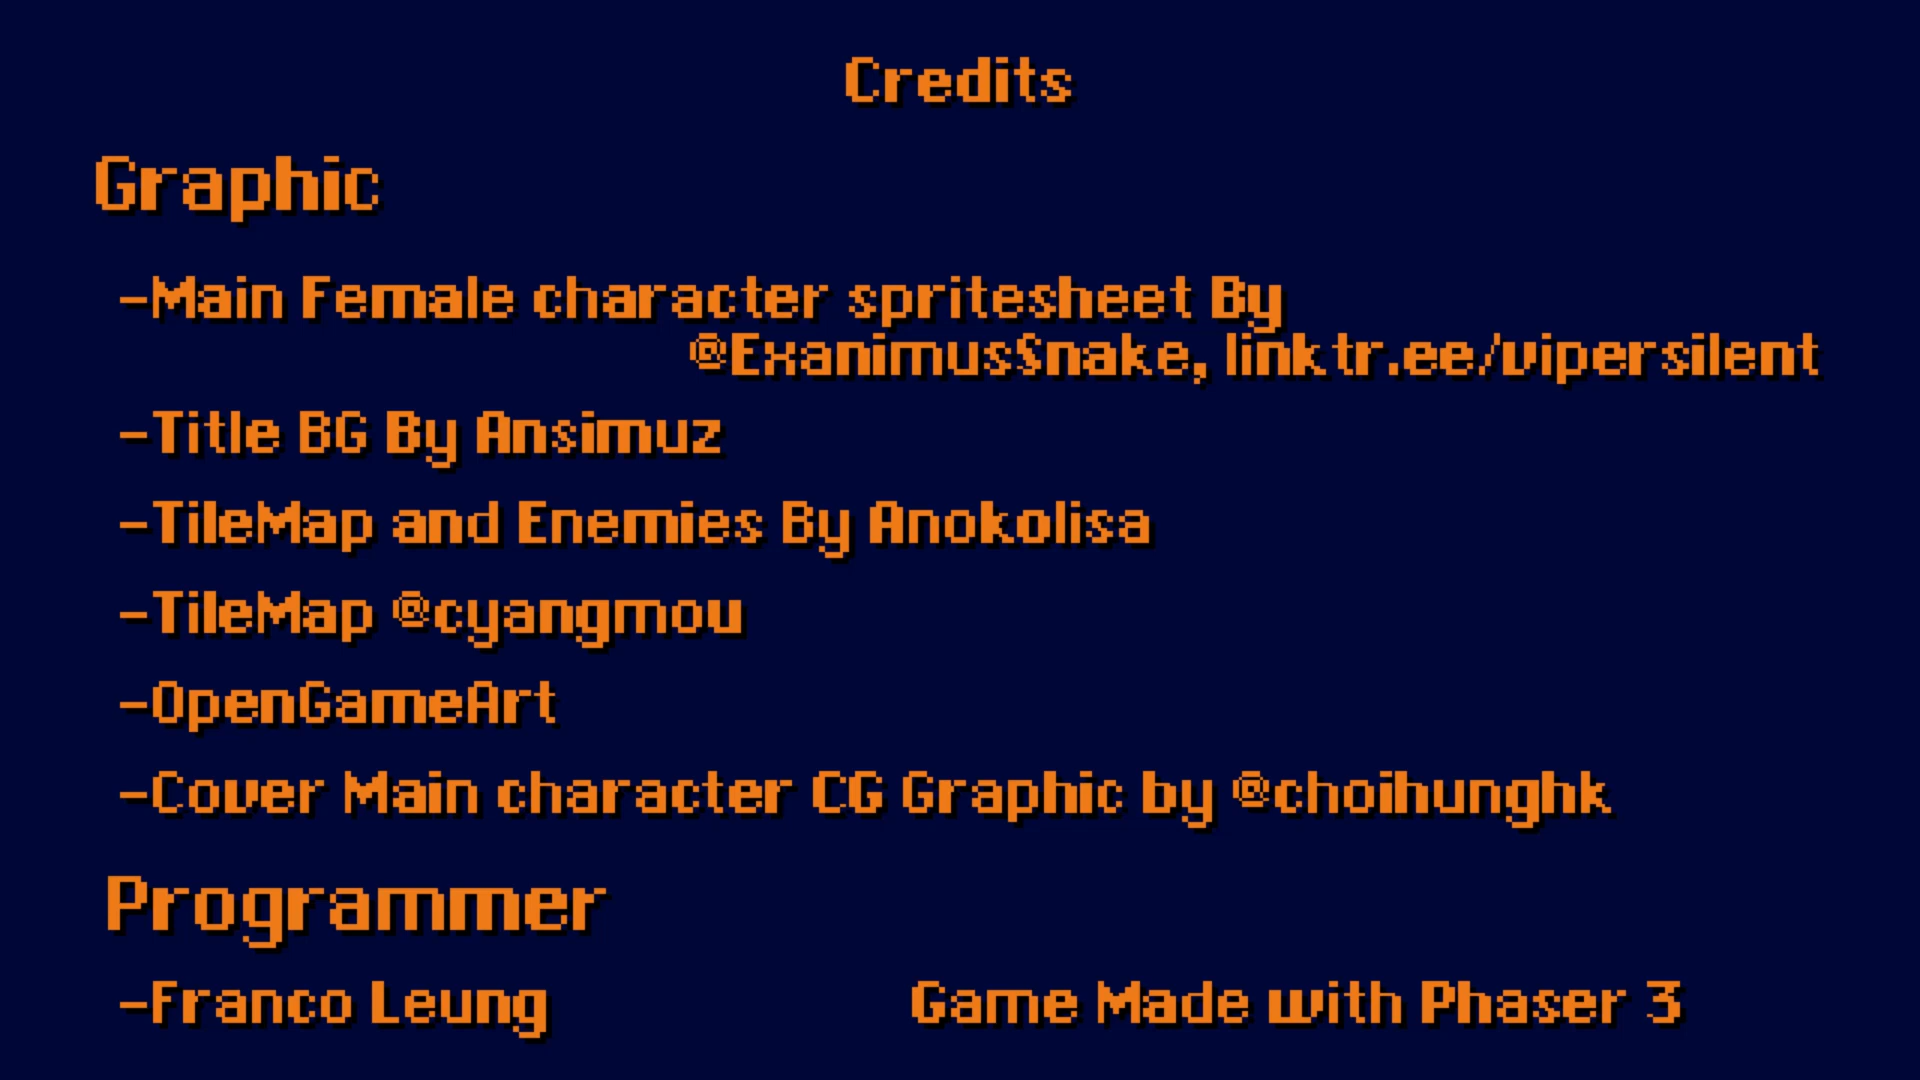 Credits
Graphic
-Main Female character spritesheet By
@ExanimusSnake, linktr.ee/vipersilent
-Title BG By Ansimuz
-TileMap and Enemies By Anokolisa
-TileMap @cyangmou
-OpenGameArt
-Cover Main character CG Graphic by @choihunghk
Programmer
-Franco Leung
Game Made with Phaser 3